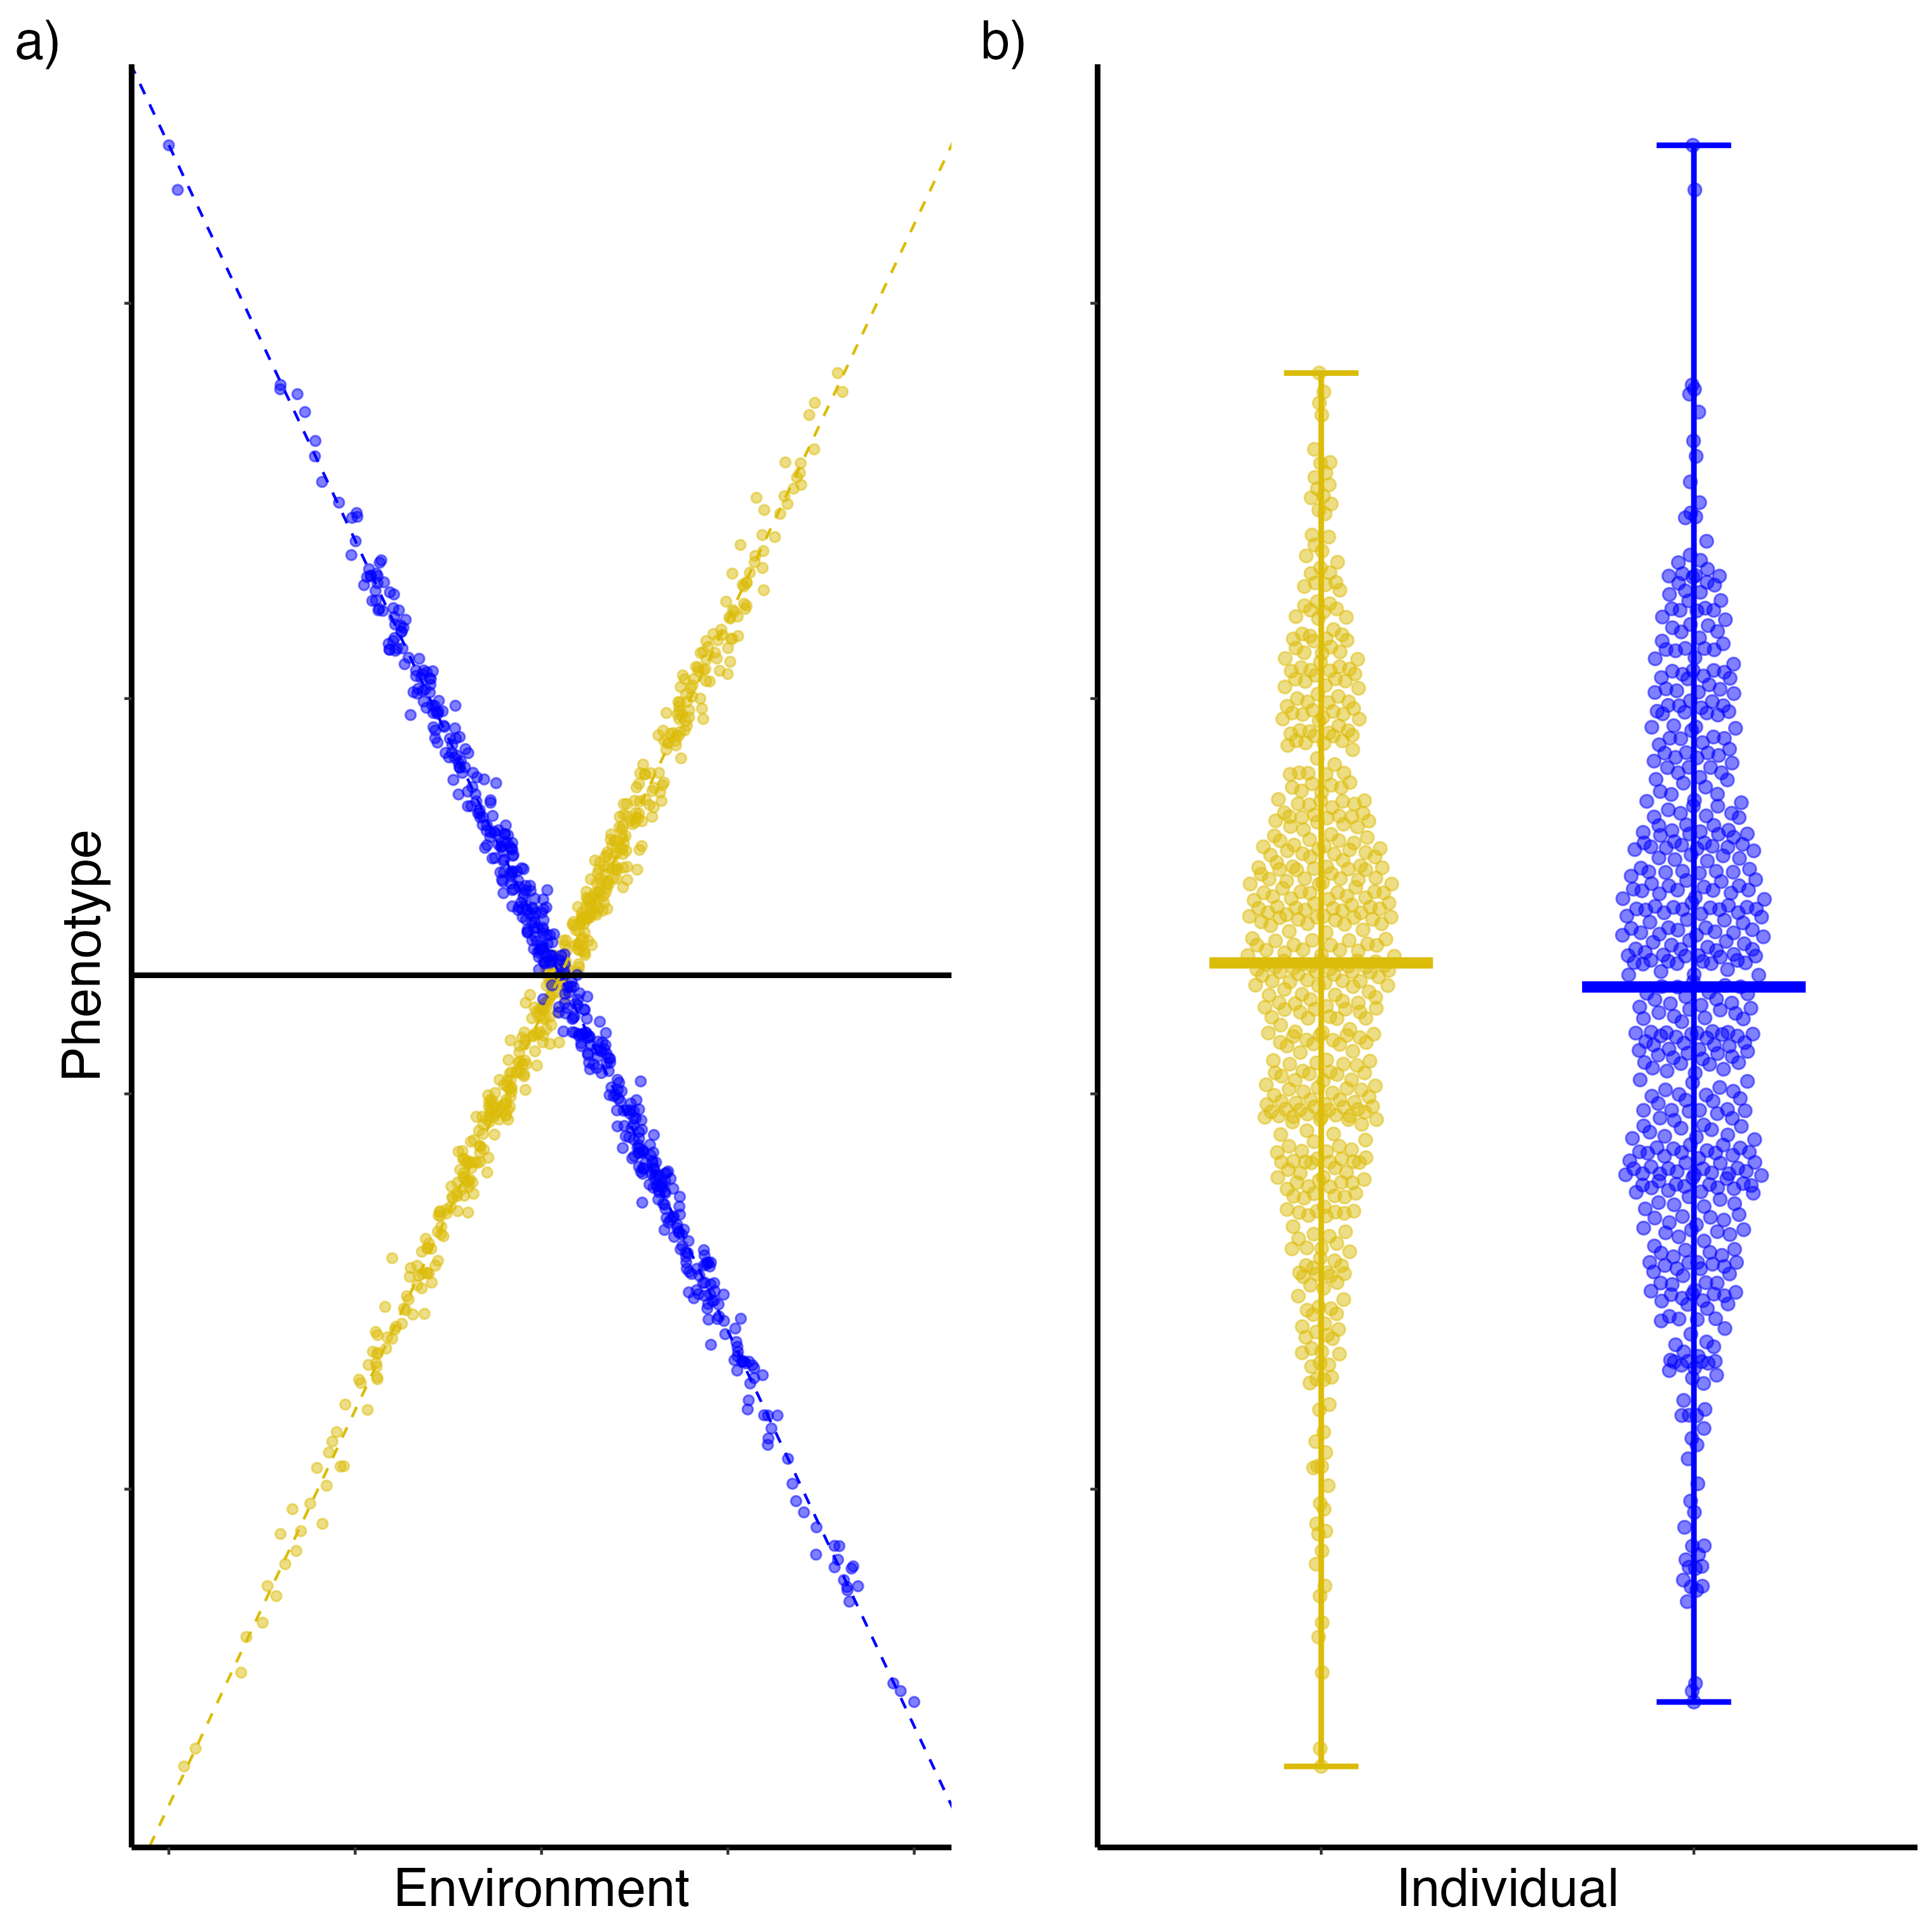 a)
b)
Phenotype
Environment
Individual